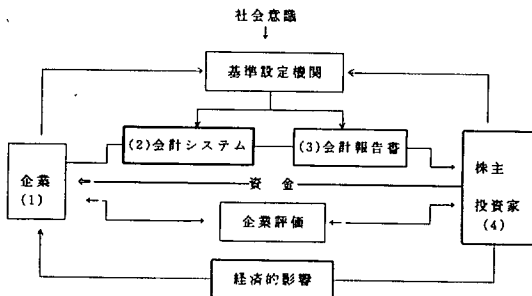 社会意識
基準設定機関
(2)会計システム
(3)会計報告書
企業
(1)
資金
株主
投資家
(4)
企業評価
経済的影響